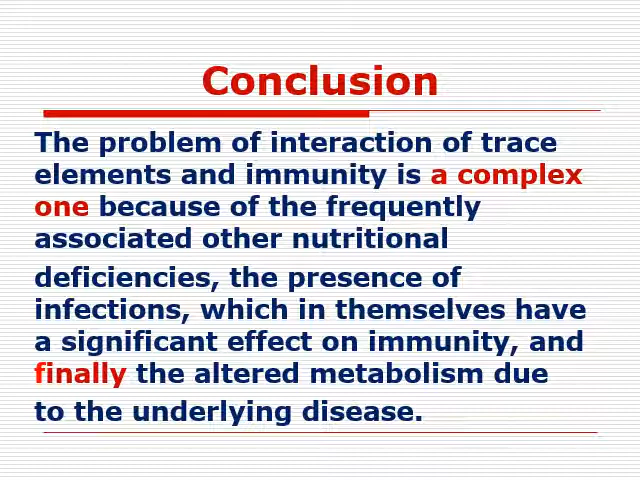 Conclusion
The problem of interaction of trace
elements and immunity is a complex
one because of the frequently
associated other nutritional
deficiencies, the presence of
infections, which in themselves have
a significant effect on immunity, and
finally the altered metabolism due
to the underlying disease.